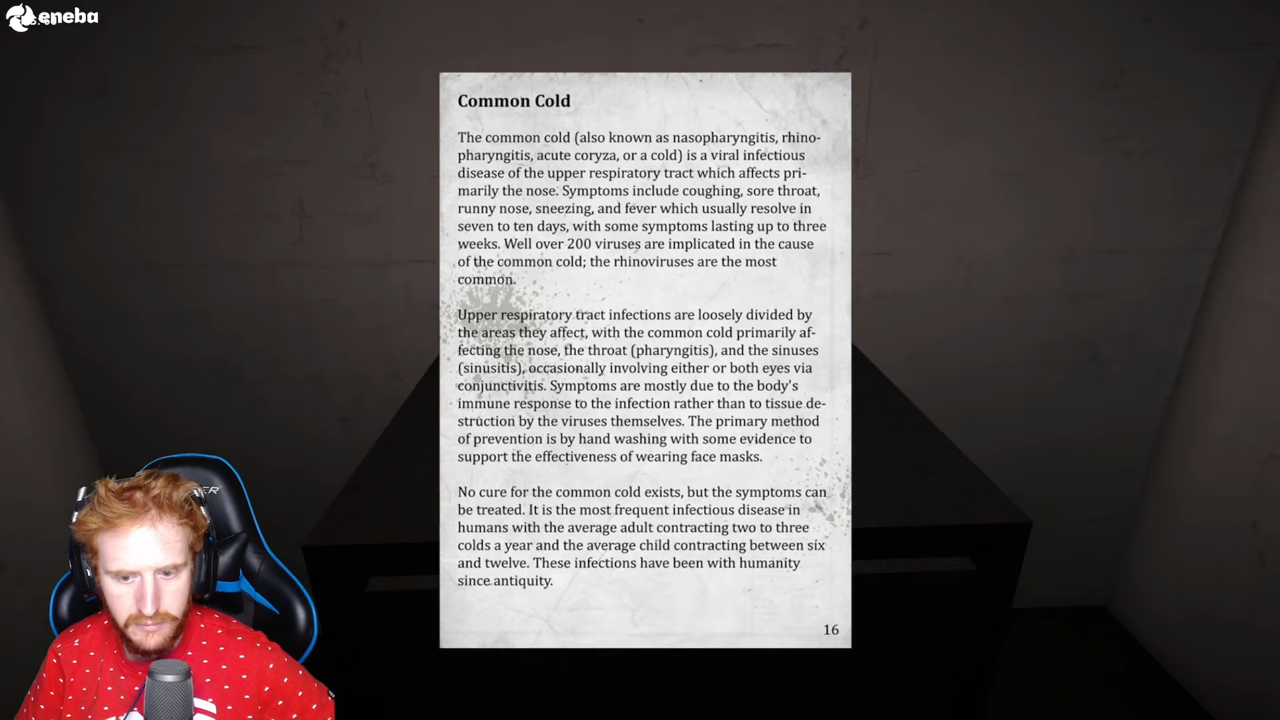 eneba
Common Cold
The common cold (also known as nasopharyngitis, rhino-
pharyngitis, acute coryza, or a cold) is a viral infectious
disease of the upper respiratory tract which affects pri-
marily the nose. Symptoms include coughing, sore throat,
runny nose, sneezing, and fever which usually resolve in
seven to ten days, with some symptoms lasting up to three
weeks. Well over 200 viruses are implicated in the cause
of the common cold; the rhinoviruses are the most
common.
Upper respiratory tract infections are loosely divided by
the areas they affect, with the common cold primarily af-
fecting the nose, the throat (pharyngitis), and the sinuses
(sinusitis), occasionally involving either or both eyes via
conjunctivitis. Symptoms are mostly due to the body's
immune response to the infection rather than to tissue de-
struction by the viruses themselves. The primary method
of prevention is by hand washing with some evidence to
support the effectiveness of wearing face masks.
No cure for the common cold exists, but the symptoms can
be treated. It is the most frequent infectious disease in
humans with the average adult contracting two to three
colds a year and the average child contracting between six
and twelve. These infections have been with humanity
since antiquity.
16